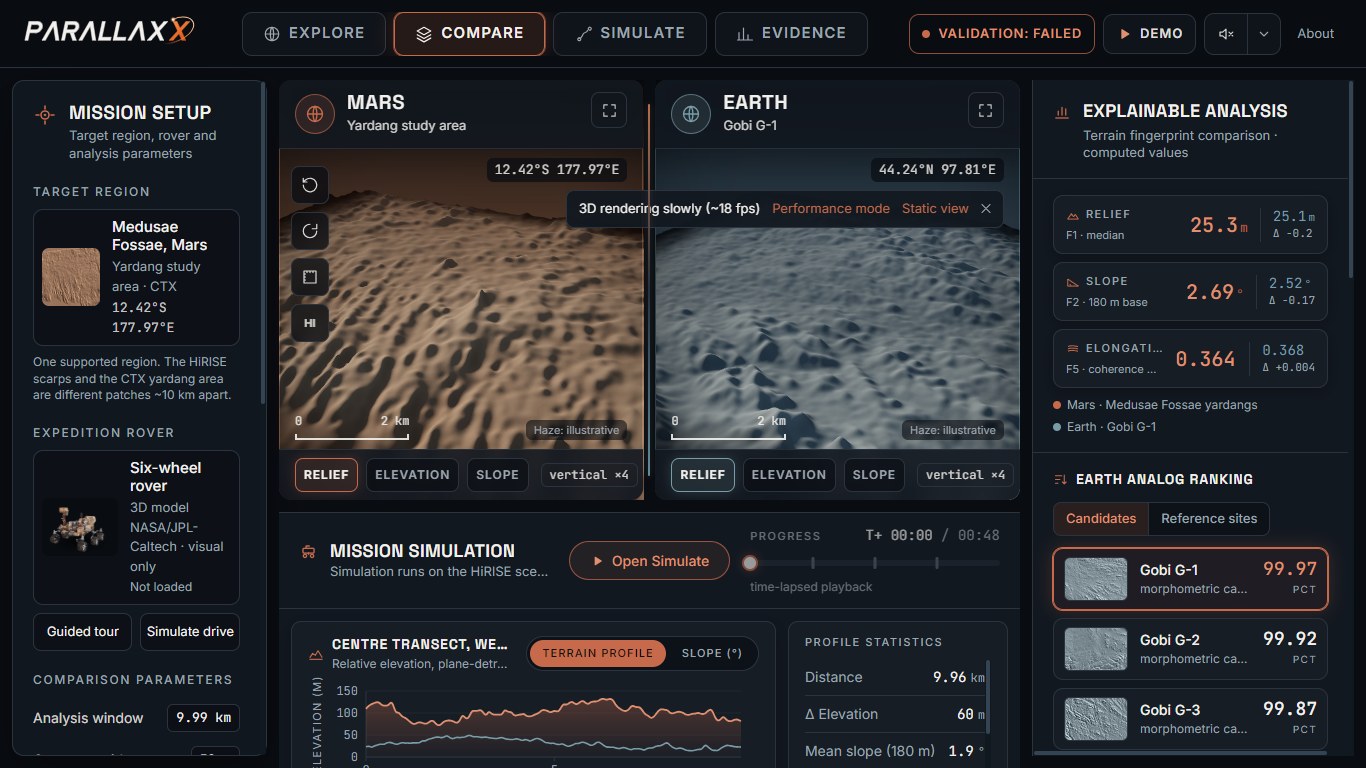 PARALLAX X
EXPLORE
COMPARE
SIMULATE
EVIDENCE
VALIDATION: FAILED
DEMO
About
MISSION SETUP
Target region, rover and
analysis parameters
TARGET REGION
Medusae
Fossae, Mars
Yardang study
area · CTX
12.42°S
177.97°E
One supported region. The HiRISE
scarps and the CTX yardang area
are different patches ~10 km apart.
EXPEDITION ROVER
Six-wheel
rover
3D model
NASA/JPL-
Caltech · visual
only
Not loaded
Guided tour
Simulate drive
COMPARISON PARAMETERS
Analysis window
9.99 km
MARS
Yardang study area
12.42°S 177.97°E
HI
0 2 km
Haze: illustrative
RELIEF
ELEVATION
SLOPE
vertical ×4
EARTH
Gobi G-1
44.24°N 97.81°E
3D rendering slowly (~18 fps)
Performance mode
Static view
0 2 km
Haze: illustrative
RELIEF
ELEVATION
SLOPE
vertical ×4
MISSION SIMULATION
Simulation runs on the HiRISE sce...
Open Simulate
PROGRESS
T+ 00:00 / 00:48
time-lapsed playback
CENTRE TRANSECT, WE...
Relative elevation, plane-detr...
TERRAIN PROFILE
SLOPE (°)
ELEVATION (M)
150
100
50
0
PROFILE STATISTICS
Distance 9.96 km
Δ Elevation 60 m
Mean slope (180 m) 1.9 °
EXPLAINABLE ANALYSIS
Terrain fingerprint comparison ·
computed values
RELIEF
F1 · median
25.3 m
25.1 m
Δ -0.2
SLOPE
F2 · 180 m base
2.69 °
2.52 °
Δ -0.17
ELONGATI...
F5 · coherence ...
0.364
0.368
Δ +0.004
Mars · Medusae Fossae yardangs
Earth · Gobi G-1
EARTH ANALOG RANKING
Candidates
Reference sites
Gobi G-1 99.97
morphometric ca... PCT
Gobi G-2 99.92
morphometric ca... PCT
Gobi G-3 99.87
morphometric ca... PCT